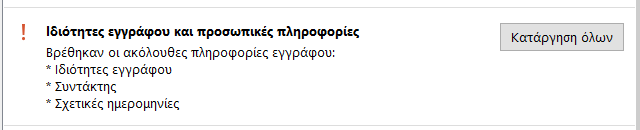 ! Ιδιότητες εγγράφου και προσωπικές πληροφορίες
Κατάργηση όλων
Βρέθηκαν οι ακόλουθες πληροφορίες εγγράφου:
* Ιδιότητες εγγράφου
* Συντάκτης
* Σχετικές ημερομηνίες